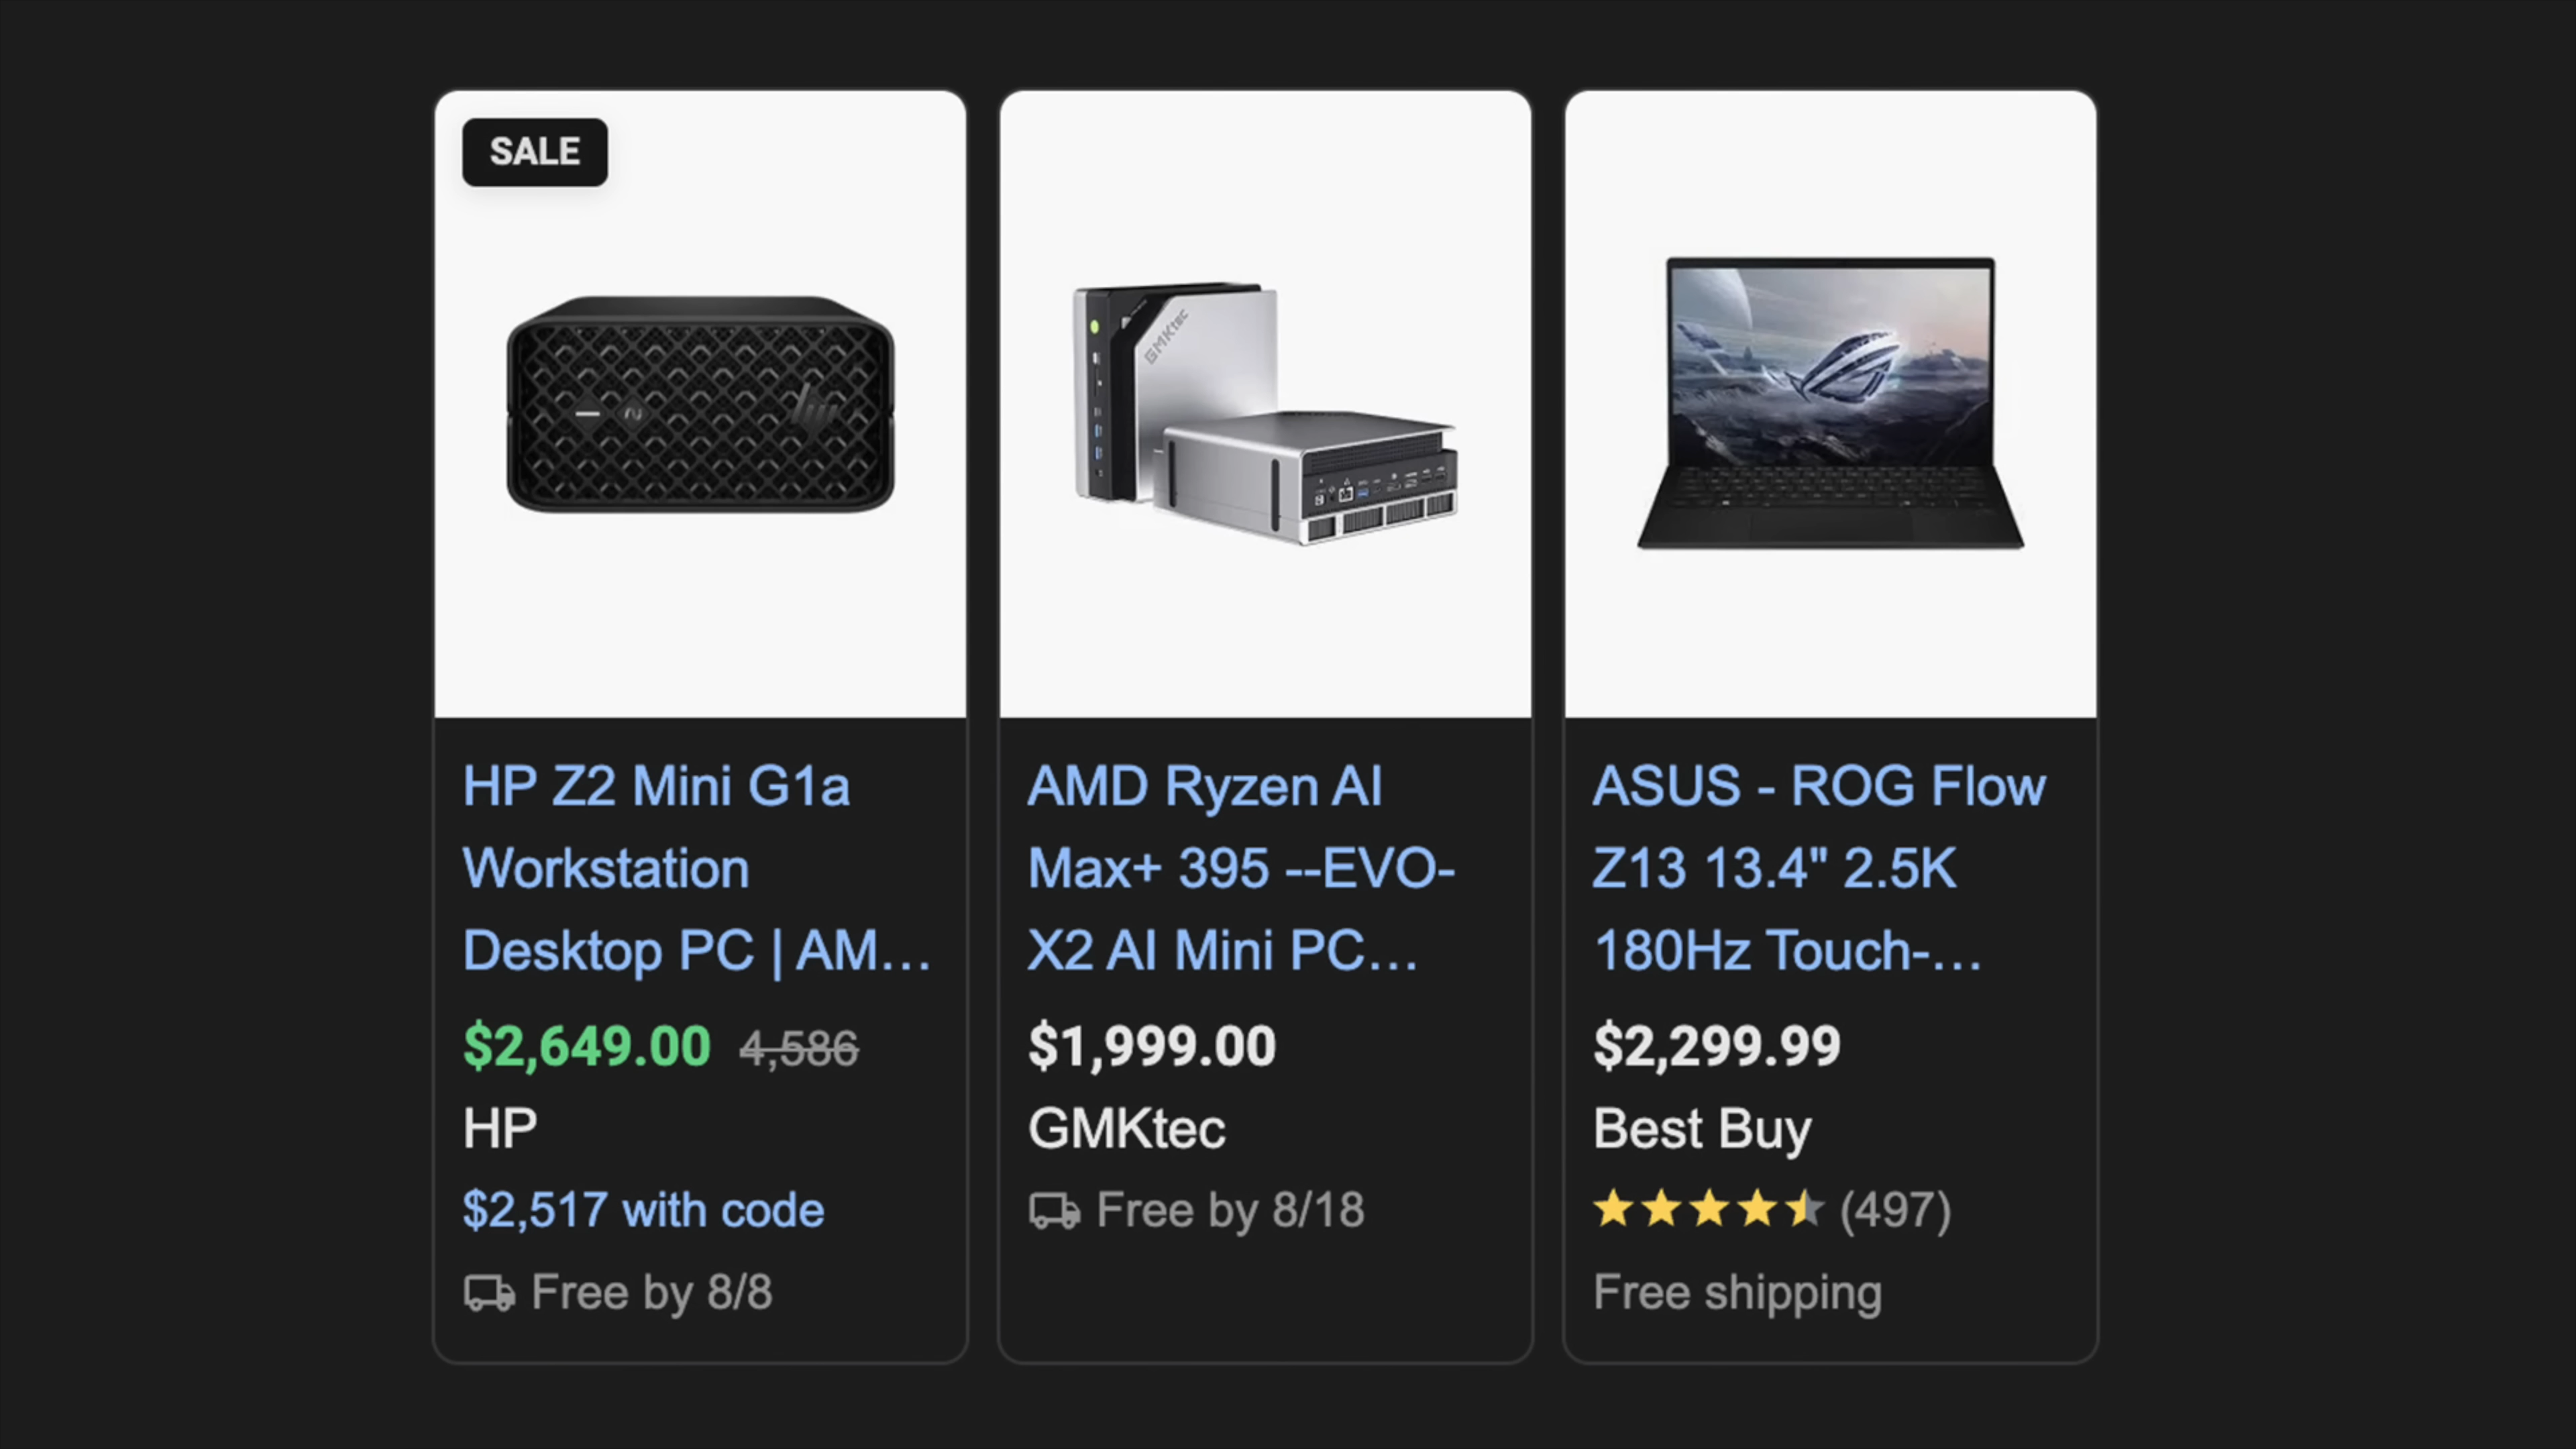 SALE
HP Z2 Mini G1a
Workstation
Desktop PC | AM...
$2,649.00 4,586
HP
$2,517 with code
Free by 8/8
GMKtec
AMD Ryzen AI
Max+ 395 --EVO-
X2 AI Mini PC...
$1,999.00
GMKtec
Free by 8/18
ASUS - ROG Flow
Z13 13.4" 2.5K
180Hz Touch-...
$2,299.99
Best Buy
(497)
Free shipping